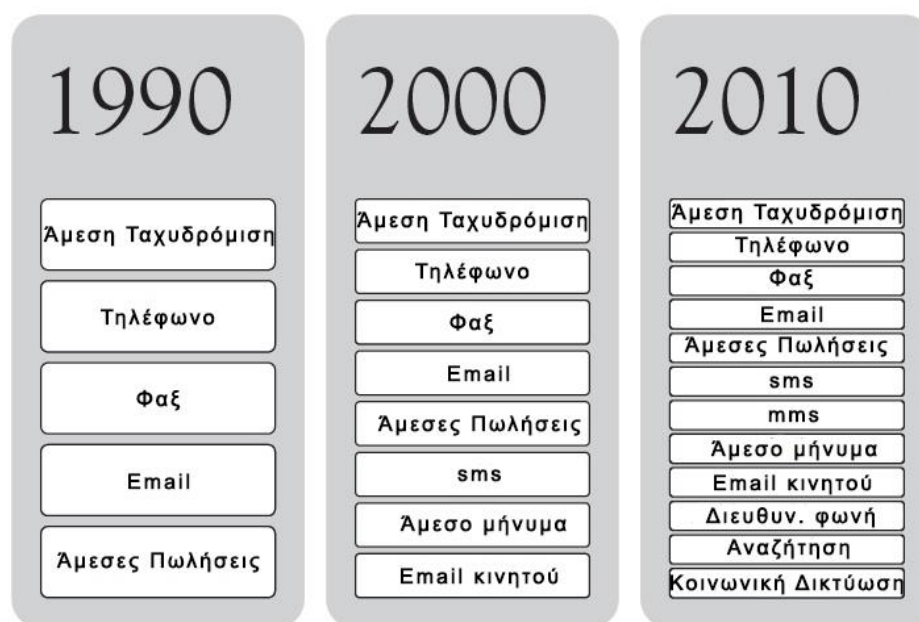 1990
Άμεση Ταχυδρόμιση
Τηλέφωνο
Φαξ
Email
Άμεσες Πωλήσεις
2000
Άμεση Ταχυδρόμιση
Τηλέφωνο
Φαξ
Email
Άμεσες Πωλήσεις
sms
Άμεσο μήνυμα
Email κινητού
2010
Άμεση Ταχυδρόμιση
Τηλέφωνο
Φαξ
Email
Άμεσες Πωλήσεις
sms
mms
Άμεσο μήνυμα
Email κινητού
Διευθυν. φωνή
Αναζήτηση
Κοινωνική Δικτύωση